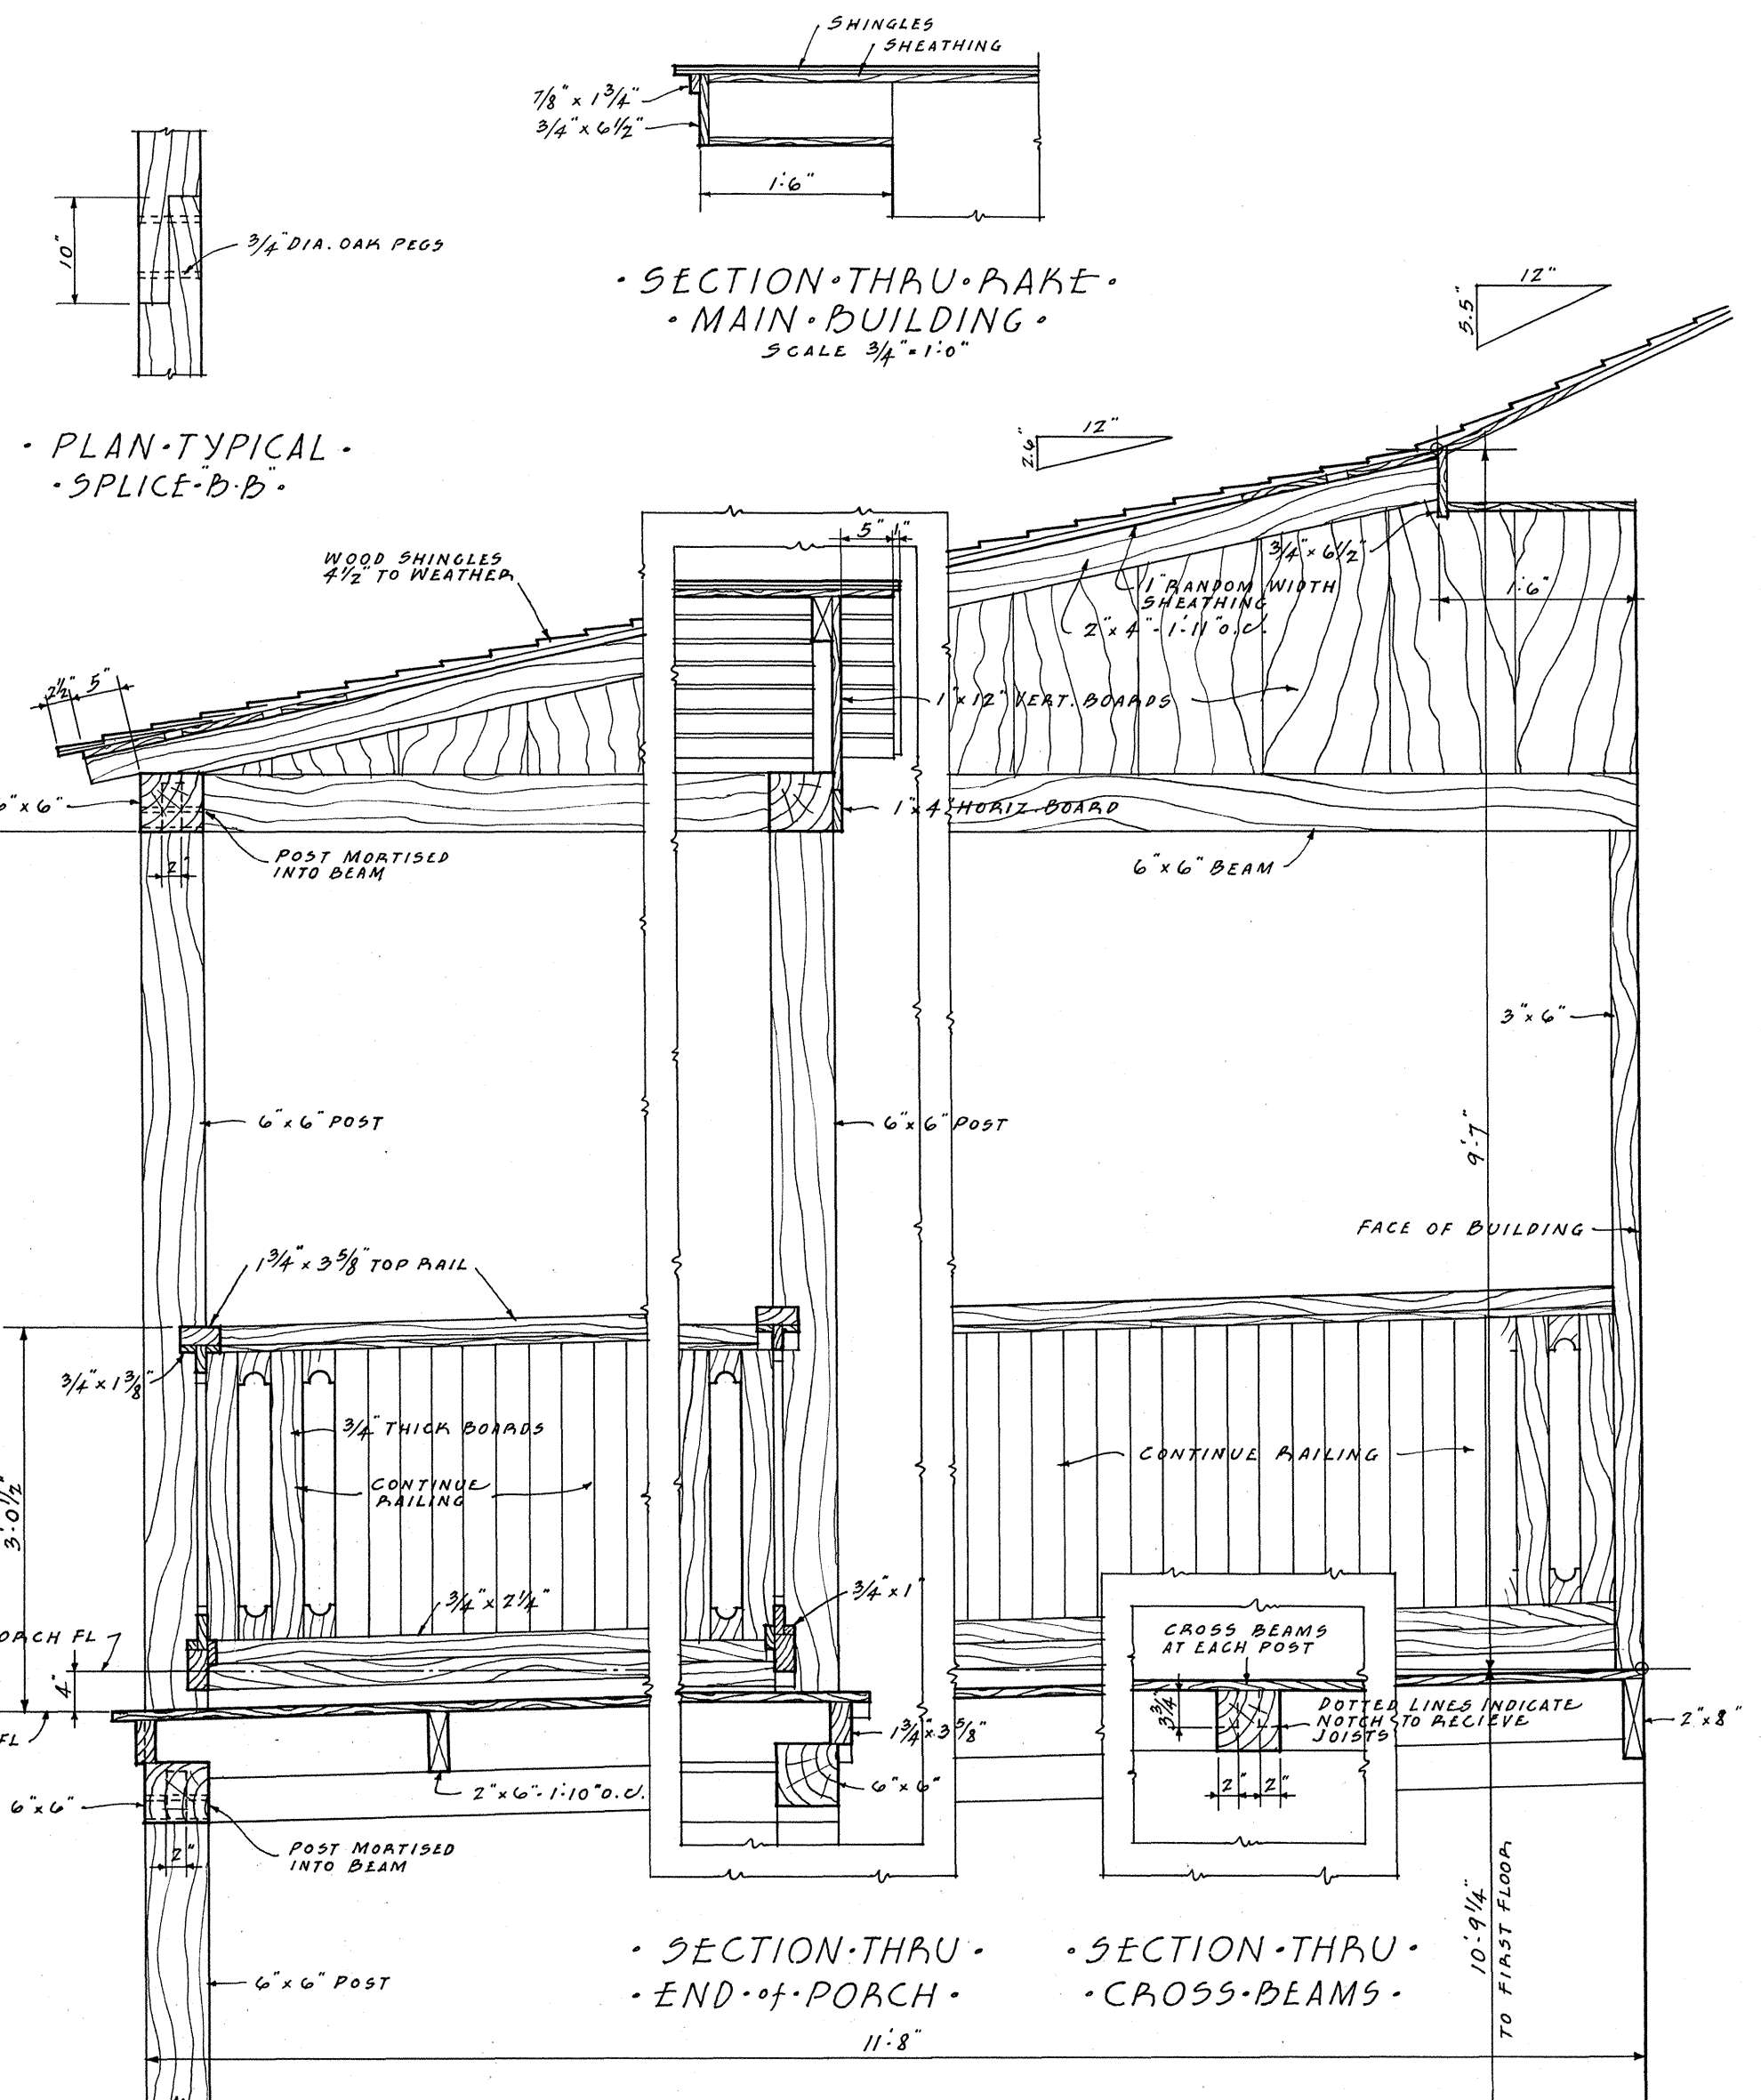 SHINGLES
SHEATHING
7/8" x 1 3/4"
3/4" x 6 1/2"
1'-6"
10"
3/4" DIA. OAK PEGS
· SECTION · THRU · RAKE ·
· MAIN · BUILDING ·
SCALE 3/4" = 1'-0"
12"
5.5"
· PLAN · TYPICAL ·
· SPLICE · "B·B" ·
12"
2.6"
WOOD SHINGLES
4 1/2" TO WEATHER
5"
1"
3/4" x 6 1/2"
1" RANDOM WIDTH
SHEATHING
2" x 4" - 1'-11" O.C.
1'-6"
2 1/2"
5"
1" x 12" VERT. BOARDS
" x 6"
1" x 4" HORIZ. BOARD
POST MORTISED
INTO BEAM
2"
6" x 6" BEAM
3" x 6"
6" x 6" POST
6" x 6" POST
9'-7"
FACE OF BUILDING
1 3/4" x 3 5/8" TOP RAIL
3/4" x 1 3/8"
3/4" THICK BOARDS
CONTINUE
RAILING
CONTINUE RAILING
3'-0 1/2"
3/4" x 2 1/4"
3/4" x 1"
ORCH FL
4"
CROSS BEAMS
AT EACH POST
3 3/4"
DOTTED LINES INDICATE
NOTCH TO RECIEVE
JOISTS
2" x 8"
FL
1 3/4" x 3 5/8"
2" x 6" - 1'-10" O.C.
6" x 6"
2"
2"
6" x 6"
POST MORTISED
INTO BEAM
2"
6" x 6" POST
· SECTION · THRU ·
· END · of · PORCH ·
· SECTION · THRU ·
· CROSS · BEAMS ·
10'-9 1/4"
TO FIRST FLOOR
11'-8"